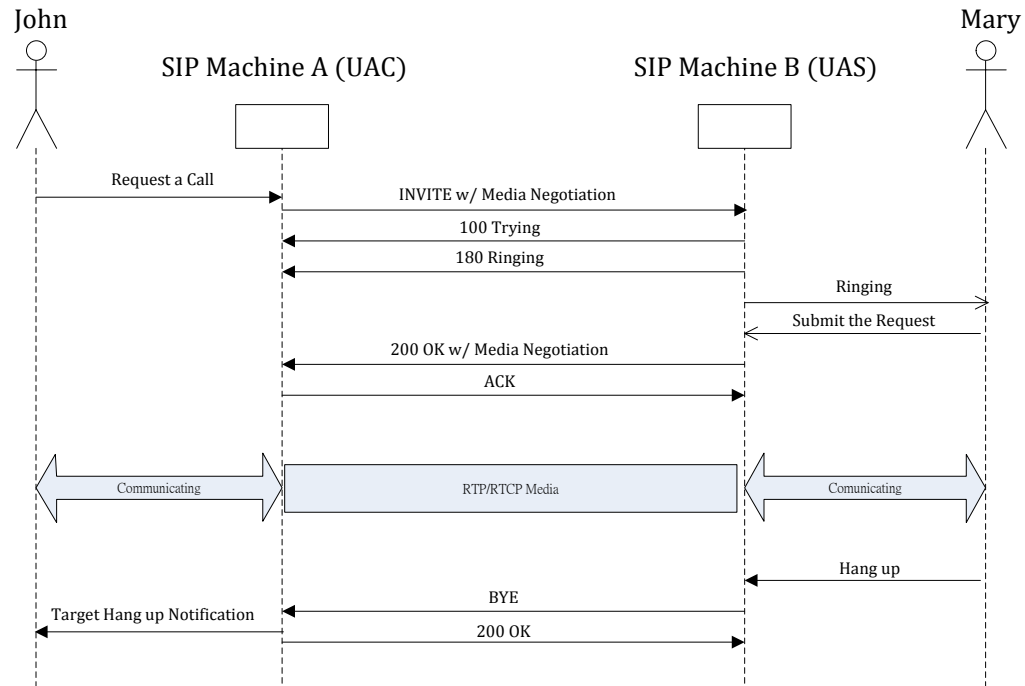 John
Mary
SIP Machine A (UAC)
SIP Machine B (UAS)
Request a Call
INVITE w/ Media Negotiation
100 Trying
180 Ringing
Ringing
Submit the Request
200 OK w/ Media Negotiation
ACK
Communicating
RTP/RTCP Media
Comunicating
Hang up
BYE
Target Hang up Notification
200 OK